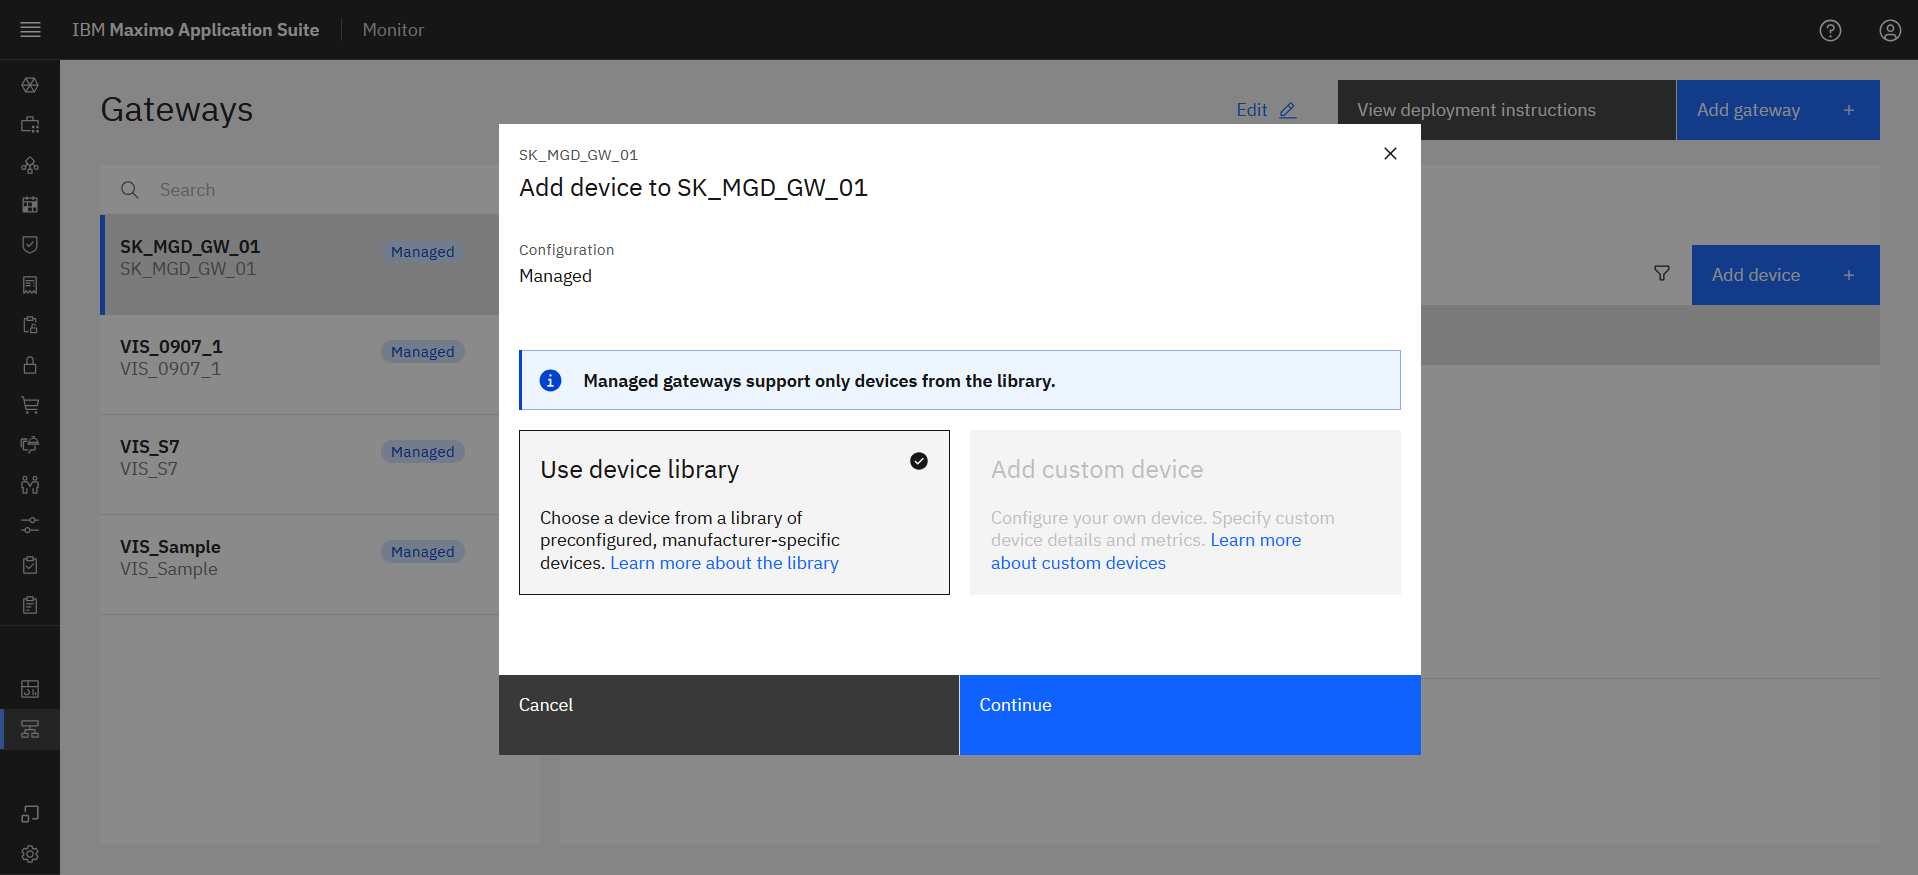 IBM Maximo Application Suite
Monitor
Gateways
Edit
View deployment instructions
Add gateway
Search
SK_MGD_GW_01
SK_MGD_GW_01
Managed
VIS_0907_1
VIS_0907_1
Managed
VIS_S7
VIS_S7
Managed
VIS_Sample
VIS_Sample
Managed
Add device
SK_MGD_GW_01
Add device to SK_MGD_GW_01
Configuration
Managed
Managed gateways support only devices from the library.
Use device library
Choose a device from a library of
preconfigured, manufacturer-specific
devices. Learn more about the library
Add custom device
Configure your own device. Specify custom
device details and metrics. Learn more
about custom devices
Cancel
Continue